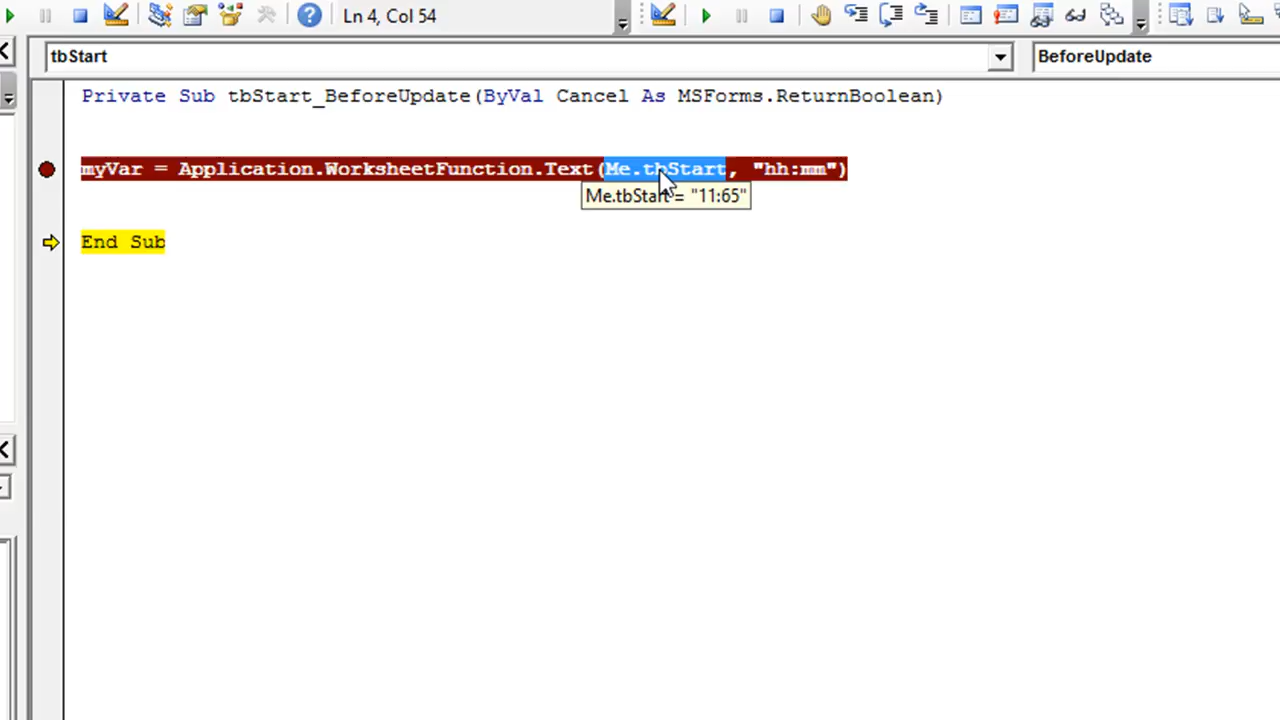 Ln 4, Col 54
tbStart
BeforeUpdate
Private Sub tbStart_BeforeUpdate(ByVal Cancel As MSForms.ReturnBoolean)
myVar = Application.WorksheetFunction.Text(Me.tbStart, "hh:mm")
Me.tbStart = "11:65"
End Sub